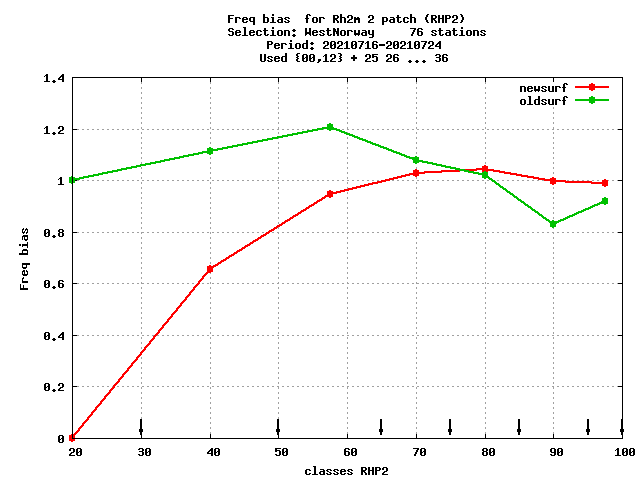 Freq bias  for Rh2m 2 patch (RHP2)
Selection: WestNorway     76 stations
Period: 20210716-20210724
Used {00,12} + 25 26 ... 36
newsurf
oldsurf
1.4
1.2
1
0.8
0.6
0.4
0.2
0
Freq bias
20 30 40 50 60 70 80 90 100
classes RHP2